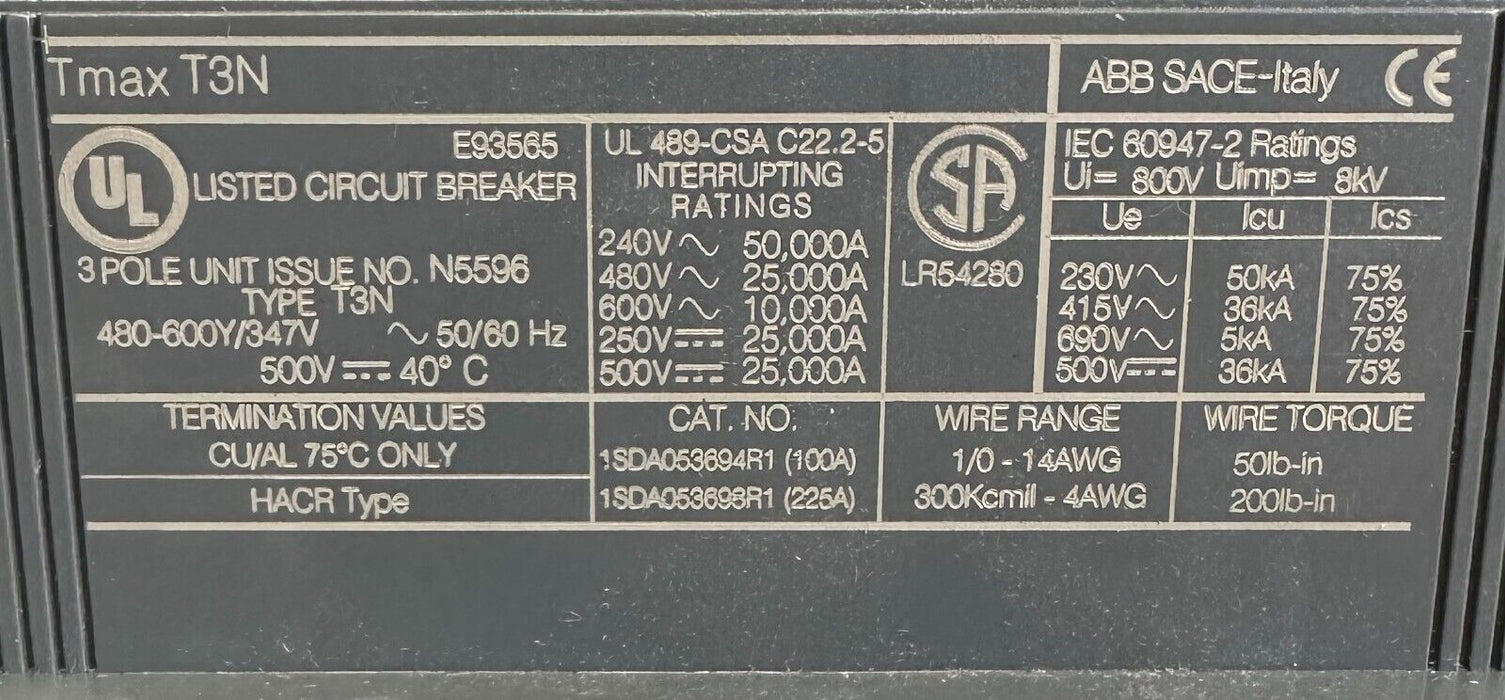 Tmax T3N
ABB SACE-Italy CE
UL
E93565
LISTED CIRCUIT BREAKER
3 POLE UNIT ISSUE NO. N5596
TYPE T3N
480-600Y/347V ~ 50/60 Hz
500V ⎓ 40° C
UL 489-CSA C22.2-5
INTERRUPTING
RATINGS
240V ~ 50,000A
480V ~ 25,000A
600V ~ 10,000A
250V ⎓ 25,000A
500V ⎓ 25,000A
SA
LR54280
IEC 60947-2 Ratings
Ui= 800V Uimp= 8kV
Ue Icu Ics
230V ~ 50kA 75%
415V ~ 36kA 75%
690V ~ 5kA 75%
500V ⎓ 36kA 75%
TERMINATION VALUES
CU/AL 75°C ONLY
HACR Type
CAT. NO.
1SDA053694R1 (100A)
1SDA053698R1 (225A)
WIRE RANGE
1/0 - 14AWG
300Kcmil - 4AWG
WIRE TORQUE
50lb-in
200lb-in